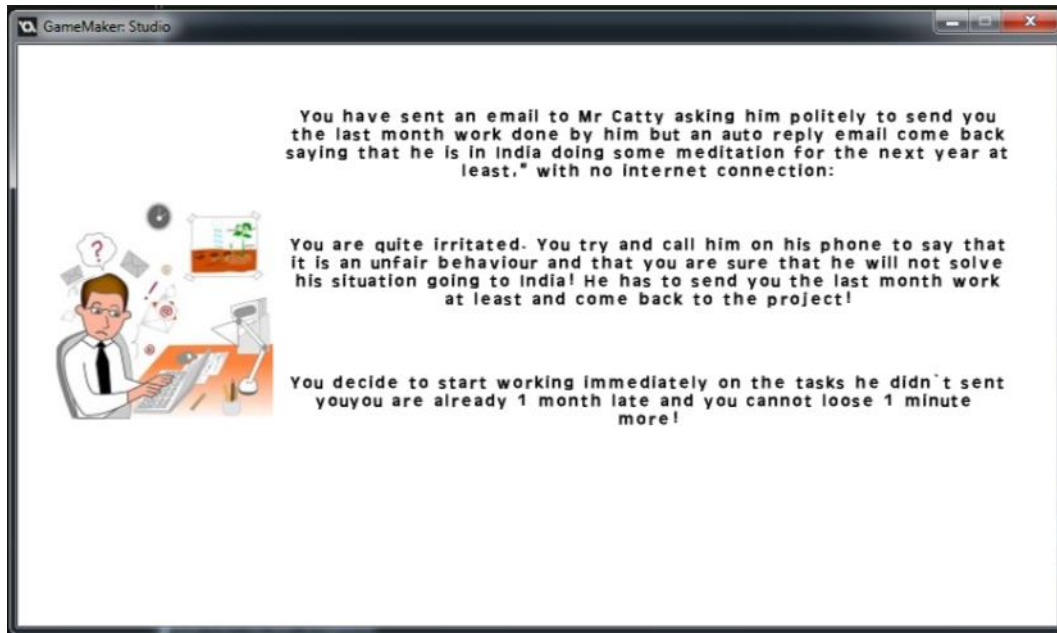 GameMaker: Studio
You have sent an email to Mr Catty asking him politely to send you
the last month work done by him but an auto reply email come back
saying that he is in India doing some meditation for the next year at
least," with no internet connection:
You are quite irritated. You try and call him on his phone to say that
it is an unfair behaviour and that you are sure that he will not solve
his situation going to India! He has to send you the last month work
at least and come back to the project!
You decide to start working immediately on the tasks he didn`t sent
youyou are already 1 month late and you cannot loose 1 minute
more!